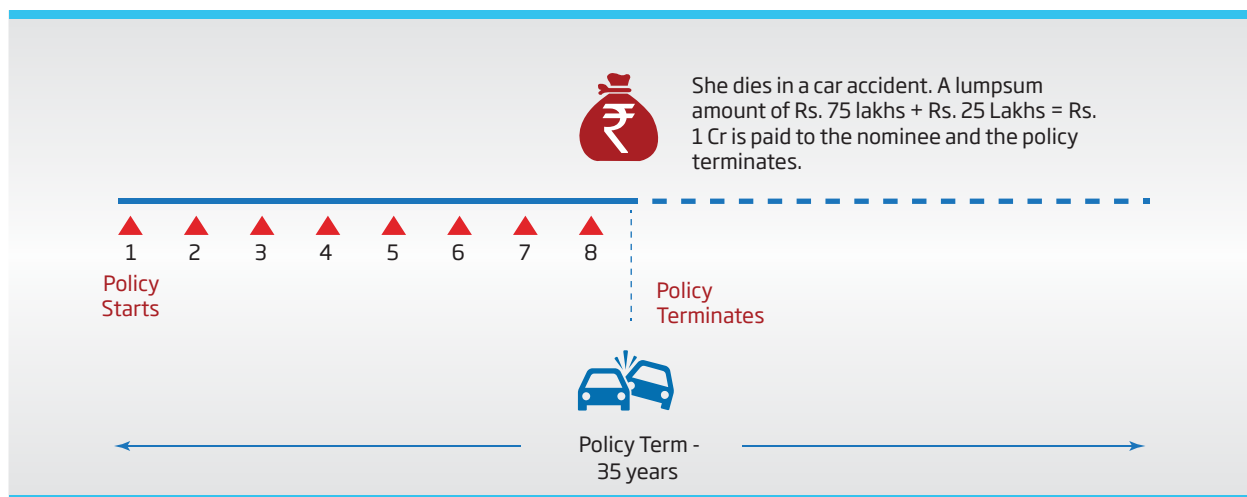 She dies in a car accident. A lumpsum
amount of Rs. 75 lakhs + Rs. 25 Lakhs = Rs.
1 Cr is paid to the nominee and the policy
terminates.
₹
1 2 3 4 5 6 7 8
Policy
Starts
Policy
Terminates
Policy Term -
35 years